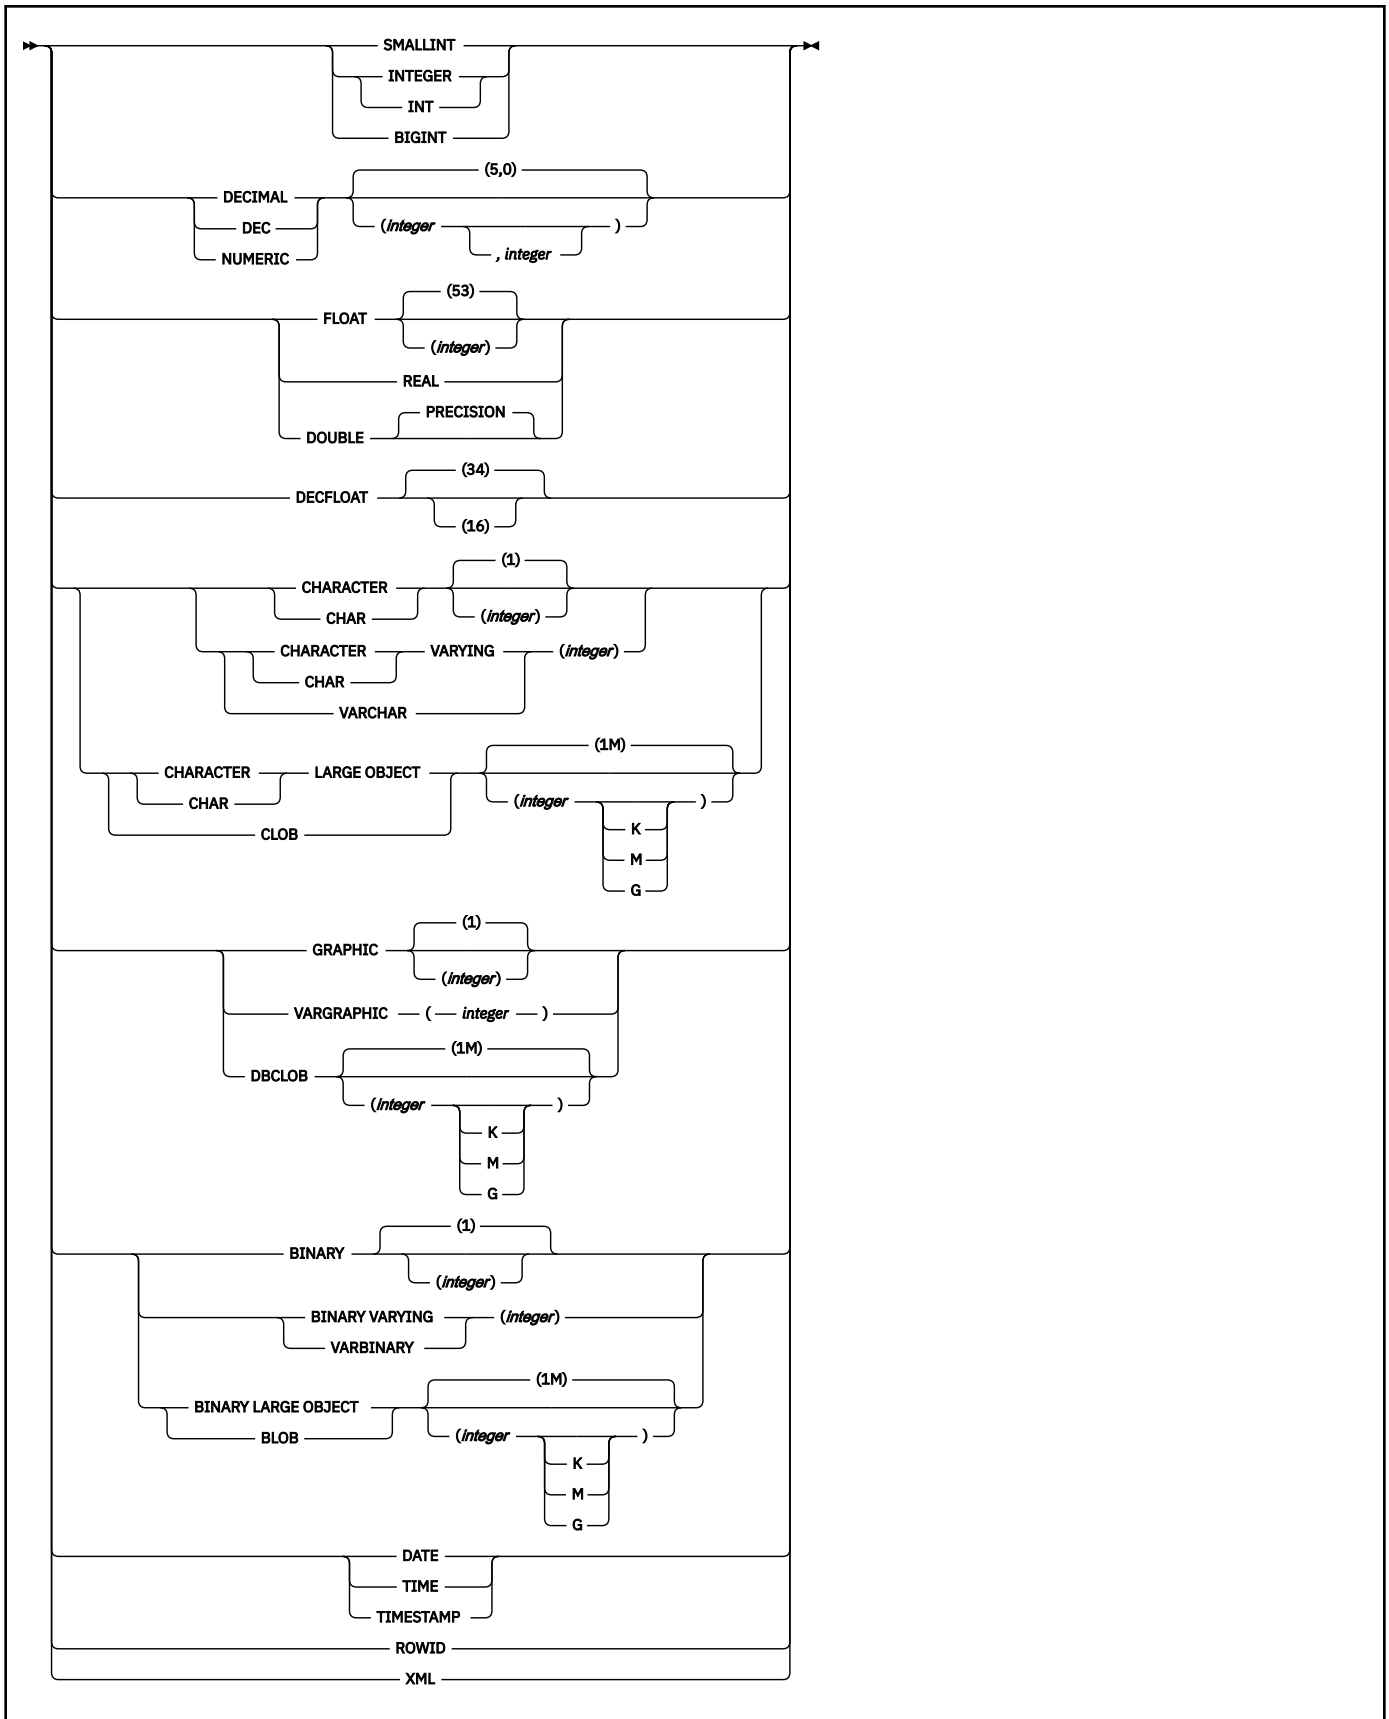 SMALLINT
INTEGER
INT
BIGINT
(5,0)
DECIMAL
DEC (integer )
, integer
NUMERIC
(53)
FLOAT
(integer)
REAL
PRECISION
DOUBLE
(34)
DECFLOAT
(16)
(1)
CHARACTER
CHAR (integer)
CHARACTER VARYING (integer)
CHAR
VARCHAR
(1M)
CHARACTER LARGE OBJECT
CHAR (integer )
K
CLOB
M
G
(1)
GRAPHIC
(integer)
VARGRAPHIC ( integer )
(1M)
DBCLOB
(integer )
K
M
G
(1)
BINARY
(integer)
BINARY VARYING (integer)
VARBINARY
(1M)
BINARY LARGE OBJECT
BLOB (integer )
K
M
G
DATE
TIME
TIMESTAMP
ROWID
XML